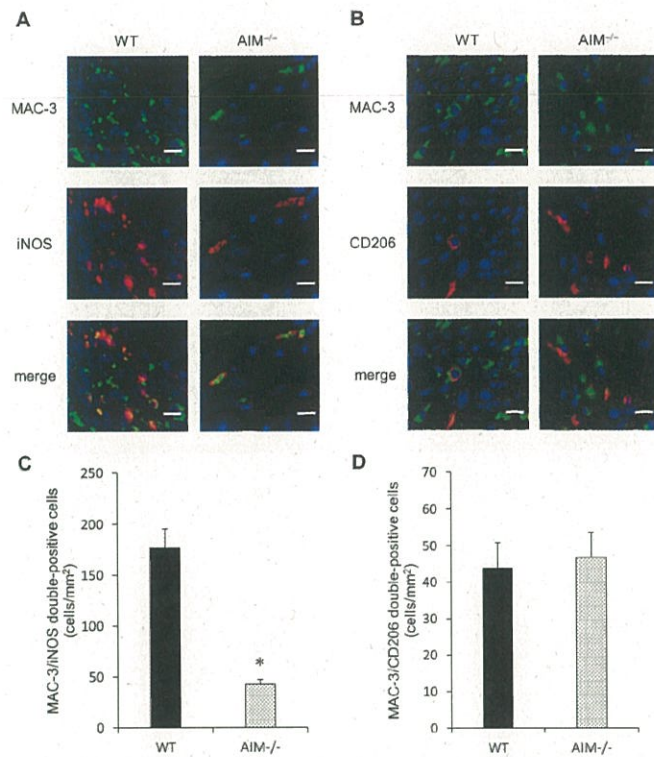 A
B
WT AIM−/−
WT AIM−/−
MAC-3
MAC-3
iNOS
CD206
merge
merge
C
D
MAC-3/iNOS double-positive cells
(cells/mm²)
250
200
150
100
50
0
*
WT AIM-/-
MAC-3/CD206 double-positive cells
(cells/mm²)
70
60
50
40
30
20
10
0
WT AIM-/-